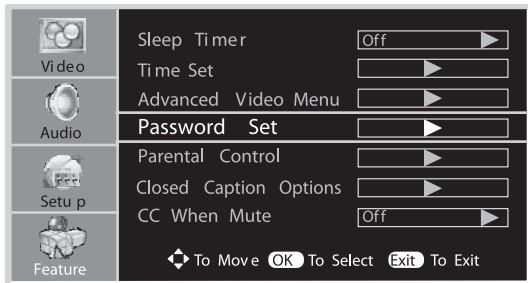 Video
Audio
Setup
Feature
Sleep Timer Off
Time Set
Advanced Video Menu
Password Set
Parental Control
Closed Caption Options
CC When Mute Off
To Move OK To Select Exit To Exit